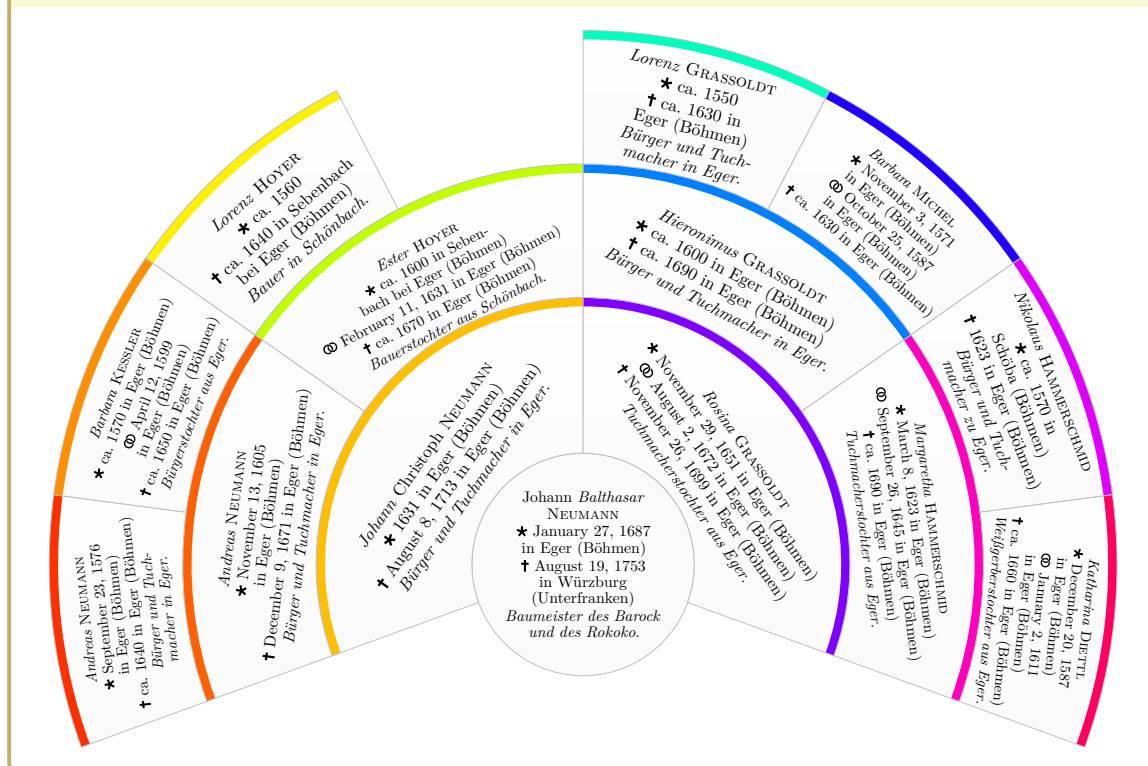 Lorenz GRASSOLDT
* ca. 1550
† ca. 1630 in
Eger (Böhmen)
Bürger und Tuch-
macher in Eger.
Barbara MICHEL
* November 3, 1571
in Eger (Böhmen)
⚭ October 25, 1587
in Eger (Böhmen)
† ca. 1630 in Eger (Böhmen)
Lorenz HOYER
* ca. 1560
† ca. 1640 in Sebenbach
bei Eger (Böhmen)
Bauer in Schönbach.
Ester HOYER
* ca. 1600 in Seben-
bach bei Eger (Böhmen)
⚭ February 11, 1631 in Eger (Böhmen)
† ca. 1670 in Eger (Böhmen)
Bauerstochter aus Schönbach.
Hieronimus GRASSOLDT
* ca. 1600 in Eger (Böhmen)
† ca. 1690 in Eger (Böhmen)
Bürger und Tuchmacher in Eger.
Nikolaus HAMMERSCHMID
* ca. 1570 in
Schöba (Böhmen)
† 1623 in Eger (Böhmen)
Bürger und Tuch-
macher zu Eger.
Barbara KESSLER
* ca. 1570 in Eger (Böhmen)
⚭ April 12, 1599
in Eger (Böhmen)
† ca. 1650 in Eger (Böhmen)
Bürgerstochter aus Eger.
Johann Christoph NEUMANN
* 1631 in Eger (Böhmen)
† August 8, 1713 in Eger (Böhmen)
Bürger und Tuchmacher in Eger.
Rosina GRASSOLDT
* November 29, 1651 in Eger (Böhmen)
⚭ August 2, 1672 in Eger (Böhmen)
† November 26, 1699 in Eger (Böhmen)
Tuchmacherstochter aus Eger.
Margaretha HAMMERSCHMID
* March 8, 1623 in Eger (Böhmen)
⚭ September 26, 1645 in Eger (Böhmen)
† ca. 1690 in Eger (Böhmen)
Tuchmacherstochter aus Eger.
Andreas NEUMANN
* November 13, 1605
in Eger (Böhmen)
† December 9, 1671 in Eger (Böhmen)
Bürger und Tuchmacher in Eger.
Andreas NEUMANN
* September 23, 1576
in Eger (Böhmen)
† ca. 1640 in Eger (Böhmen)
Bürger und Tuch-
macher in Eger.
Johann Balthasar
NEUMANN
* January 27, 1687
in Eger (Böhmen)
† August 19, 1753
in Würzburg
(Unterfranken)
Baumeister des Barock
und des Rokoko.
Katharina DIETTL
* December 20, 1587
in Eger (Böhmen)
⚭ January 2, 1611
in Eger (Böhmen)
† ca. 1660 in Eger (Böhmen)
Weißgerberstochter aus Eger.